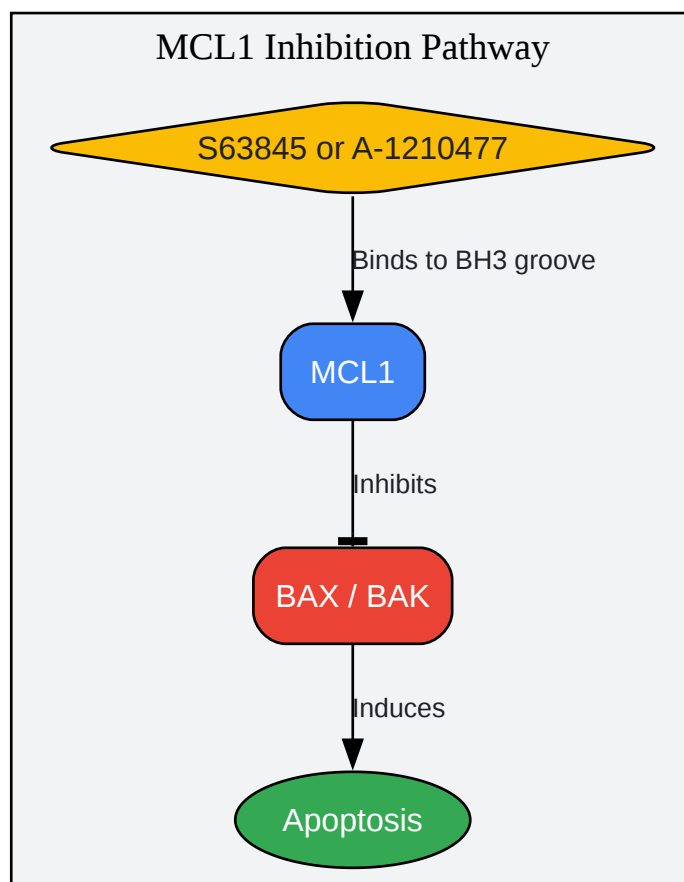 MCL1 Inhibition Pathway
S63845 or A-1210477
Binds to BH3 groove
MCL1
Inhibits
BAX / BAK
Induces
Apoptosis